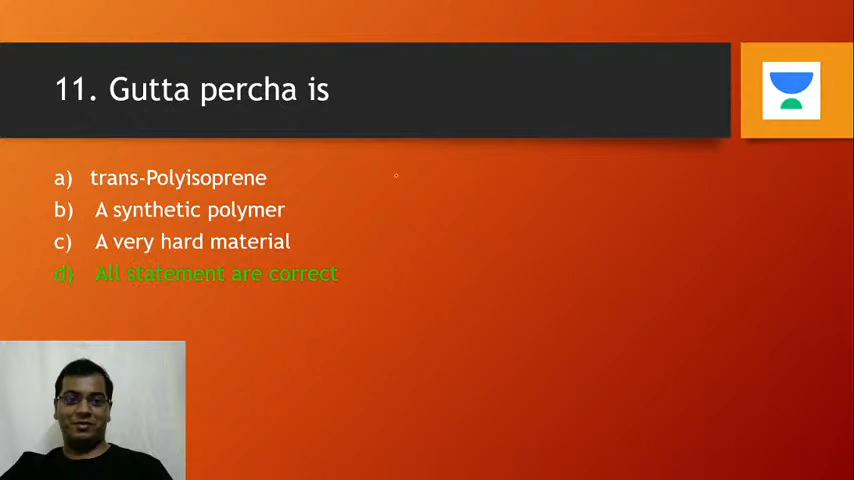 11. Gutta percha is
a) trans-Polyisoprene
b) A synthetic polymer
c) A very hard material
d) All statement are correct